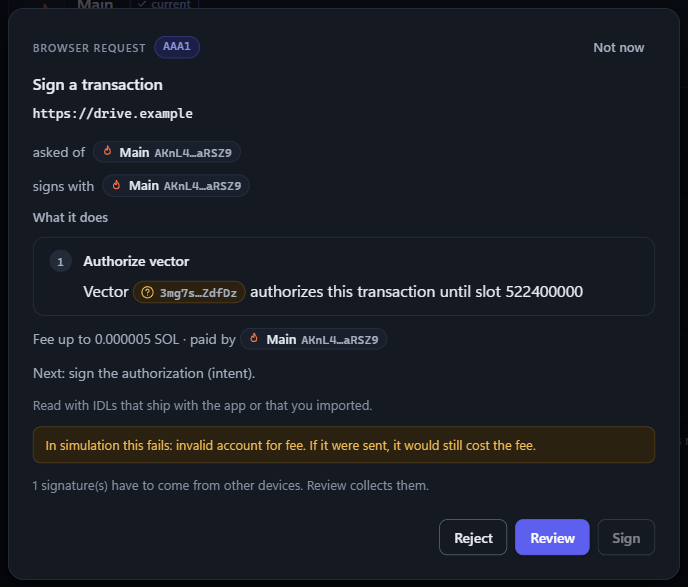 Main ✓ current
BROWSER REQUEST AAA1 Not now
Sign a transaction
https://drive.example
asked of Main AKnL4…aRSZ9
signs with Main AKnL4…aRSZ9
What it does
1 Authorize vector
Vector 3mg7s…ZdfDz authorizes this transaction until slot 522400000
Fee up to 0.000005 SOL · paid by Main AKnL4…aRSZ9
Next: sign the authorization (intent).
Read with IDLs that ship with the app or that you imported.
In simulation this fails: invalid account for fee. If it were sent, it would still cost the fee.
1 signature(s) have to come from other devices. Review collects them.
Reject Review Sign